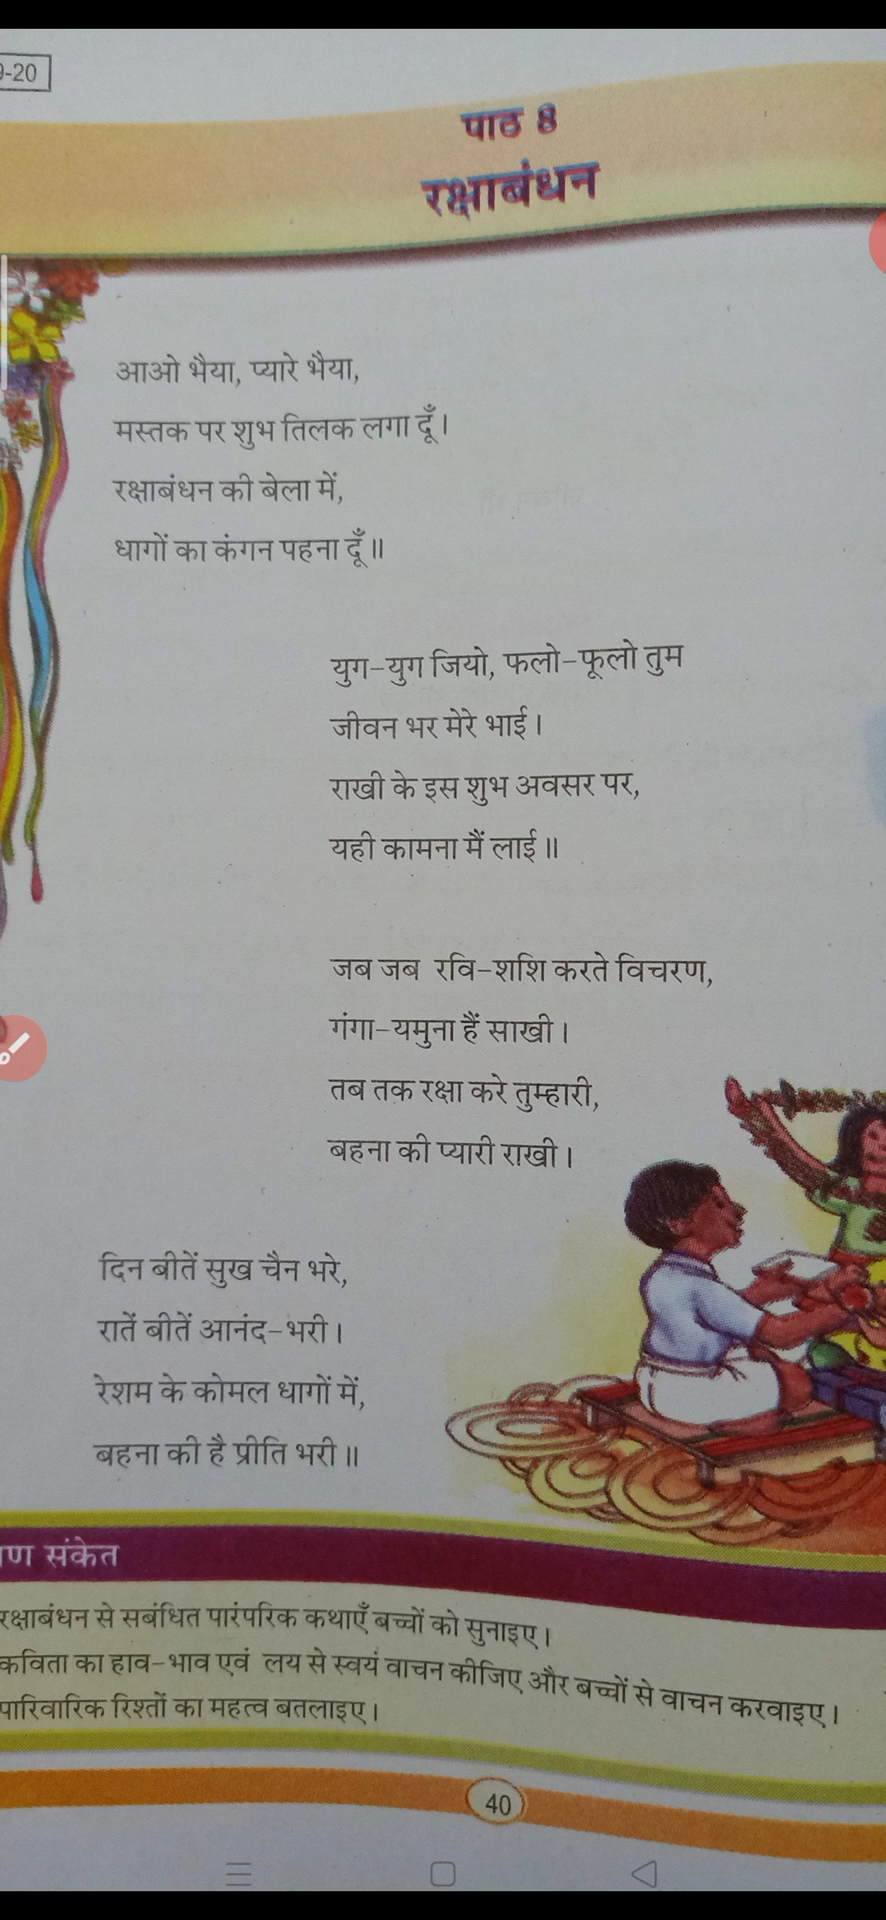 9-20
पाठ 8
रक्षाबंधन
आओ भैया, प्यारे भैया,
मस्तक पर शुभ तिलक लगा दूँ।
रक्षाबंधन की बेला में,
धागों का कंगन पहना दूँ॥
युग-युग जियो, फलो-फूलो तुम
जीवन भर मेरे भाई।
राखी के इस शुभ अवसर पर,
यही कामना मैं लाई॥
जब जब रवि-शशि करते विचरण,
गंगा-यमुना हैं साखी।
तब तक रक्षा करे तुम्हारी,
बहना की प्यारी राखी।
दिन बीतें सुख चैन भरे,
रातें बीतें आनंद-भरी।
रेशम के कोमल धागों में,
बहना की है प्रीति भरी॥
संकेत
रक्षाबंधन से सबंधित पारंपरिक कथाएँ बच्चों को सुनाइए।
कविता का हाव-भाव एवं लय से स्वयं वाचन कीजिए और बच्चों से वाचन करवाइए।
पारिवारिक रिश्तों का महत्व बतलाइए।
40